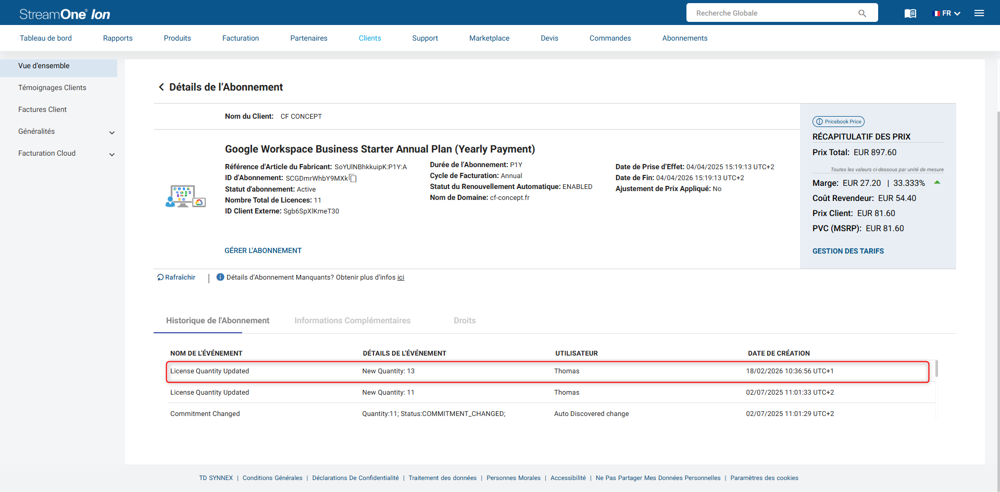 StreamOne® Ion
Recherche Globale
FR
Tableau de bord
Rapports
Produits
Facturation
Partenaires
Clients
Support
Marketplace
Devis
Commandes
Abonnements
Vue d’ensemble
Témoignages Clients
Factures Client
Généralités
Facturation Cloud
Détails de l’Abonnement
Nom du Client: CF CONCEPT
Google Workspace Business Starter Annual Plan (Yearly Payment)
Référence d’Article du Fabricant: SoYUlNBhkkuipK:P1Y:A
ID d’Abonnement: SCGDmrWhbY9MXk
Statut d'abonnement: Active
Nombre Total de Licences: 11
ID Client Externe: Sgb6SpXlKmeT30
Durée de l’Abonnement: P1Y
Cycle de Facturation: Annual
Statut du Renouvellement Automatique: ENABLED
Nom de Domaine: cf-concept.fr
Date de Prise d’Effet: 04/04/2025 15:19:13 UTC+2
Date de Fin: 04/04/2026 15:19:13 UTC+2
Ajustement de Prix Appliqué: No
GÉRER L’ABONNEMENT
Pricebook Price
RÉCAPITULATIF DES PRIX
Prix Total: EUR 897.60
Toutes les valeurs ci-dessous par unité de mesure
Marge: EUR 27.20 | 33.333%
Coût Revendeur: EUR 54.40
Prix Client: EUR 81.60
PVC (MSRP): EUR 81.60
GESTION DES TARIFS
Rafraîchir | Détails d’Abonnement Manquants? Obtenir plus d’infos ici
Historique de l'Abonnement
Informations Complémentaires
Droits
NOM DE L’ÉVÉNEMENT DÉTAILS DE L’ÉVÉNEMENT UTILISATEUR DATE DE CRÉATION
License Quantity Updated New Quantity: 13 Thomas 18/02/2026 10:36:56 UTC+1
License Quantity Updated New Quantity: 11 Thomas 02/07/2025 11:01:33 UTC+2
Commitment Changed Quantity:11; Status:COMMITMENT_CHANGED; Auto Discovered change 02/07/2025 11:01:29 UTC+2
TD SYNNEX | Conditions Générales | Déclarations De Confidentialité | Traitement des données | Personnes Morales | Accessibilité | Ne Pas Partager Mes Données Personnelles | Paramètres des cookies